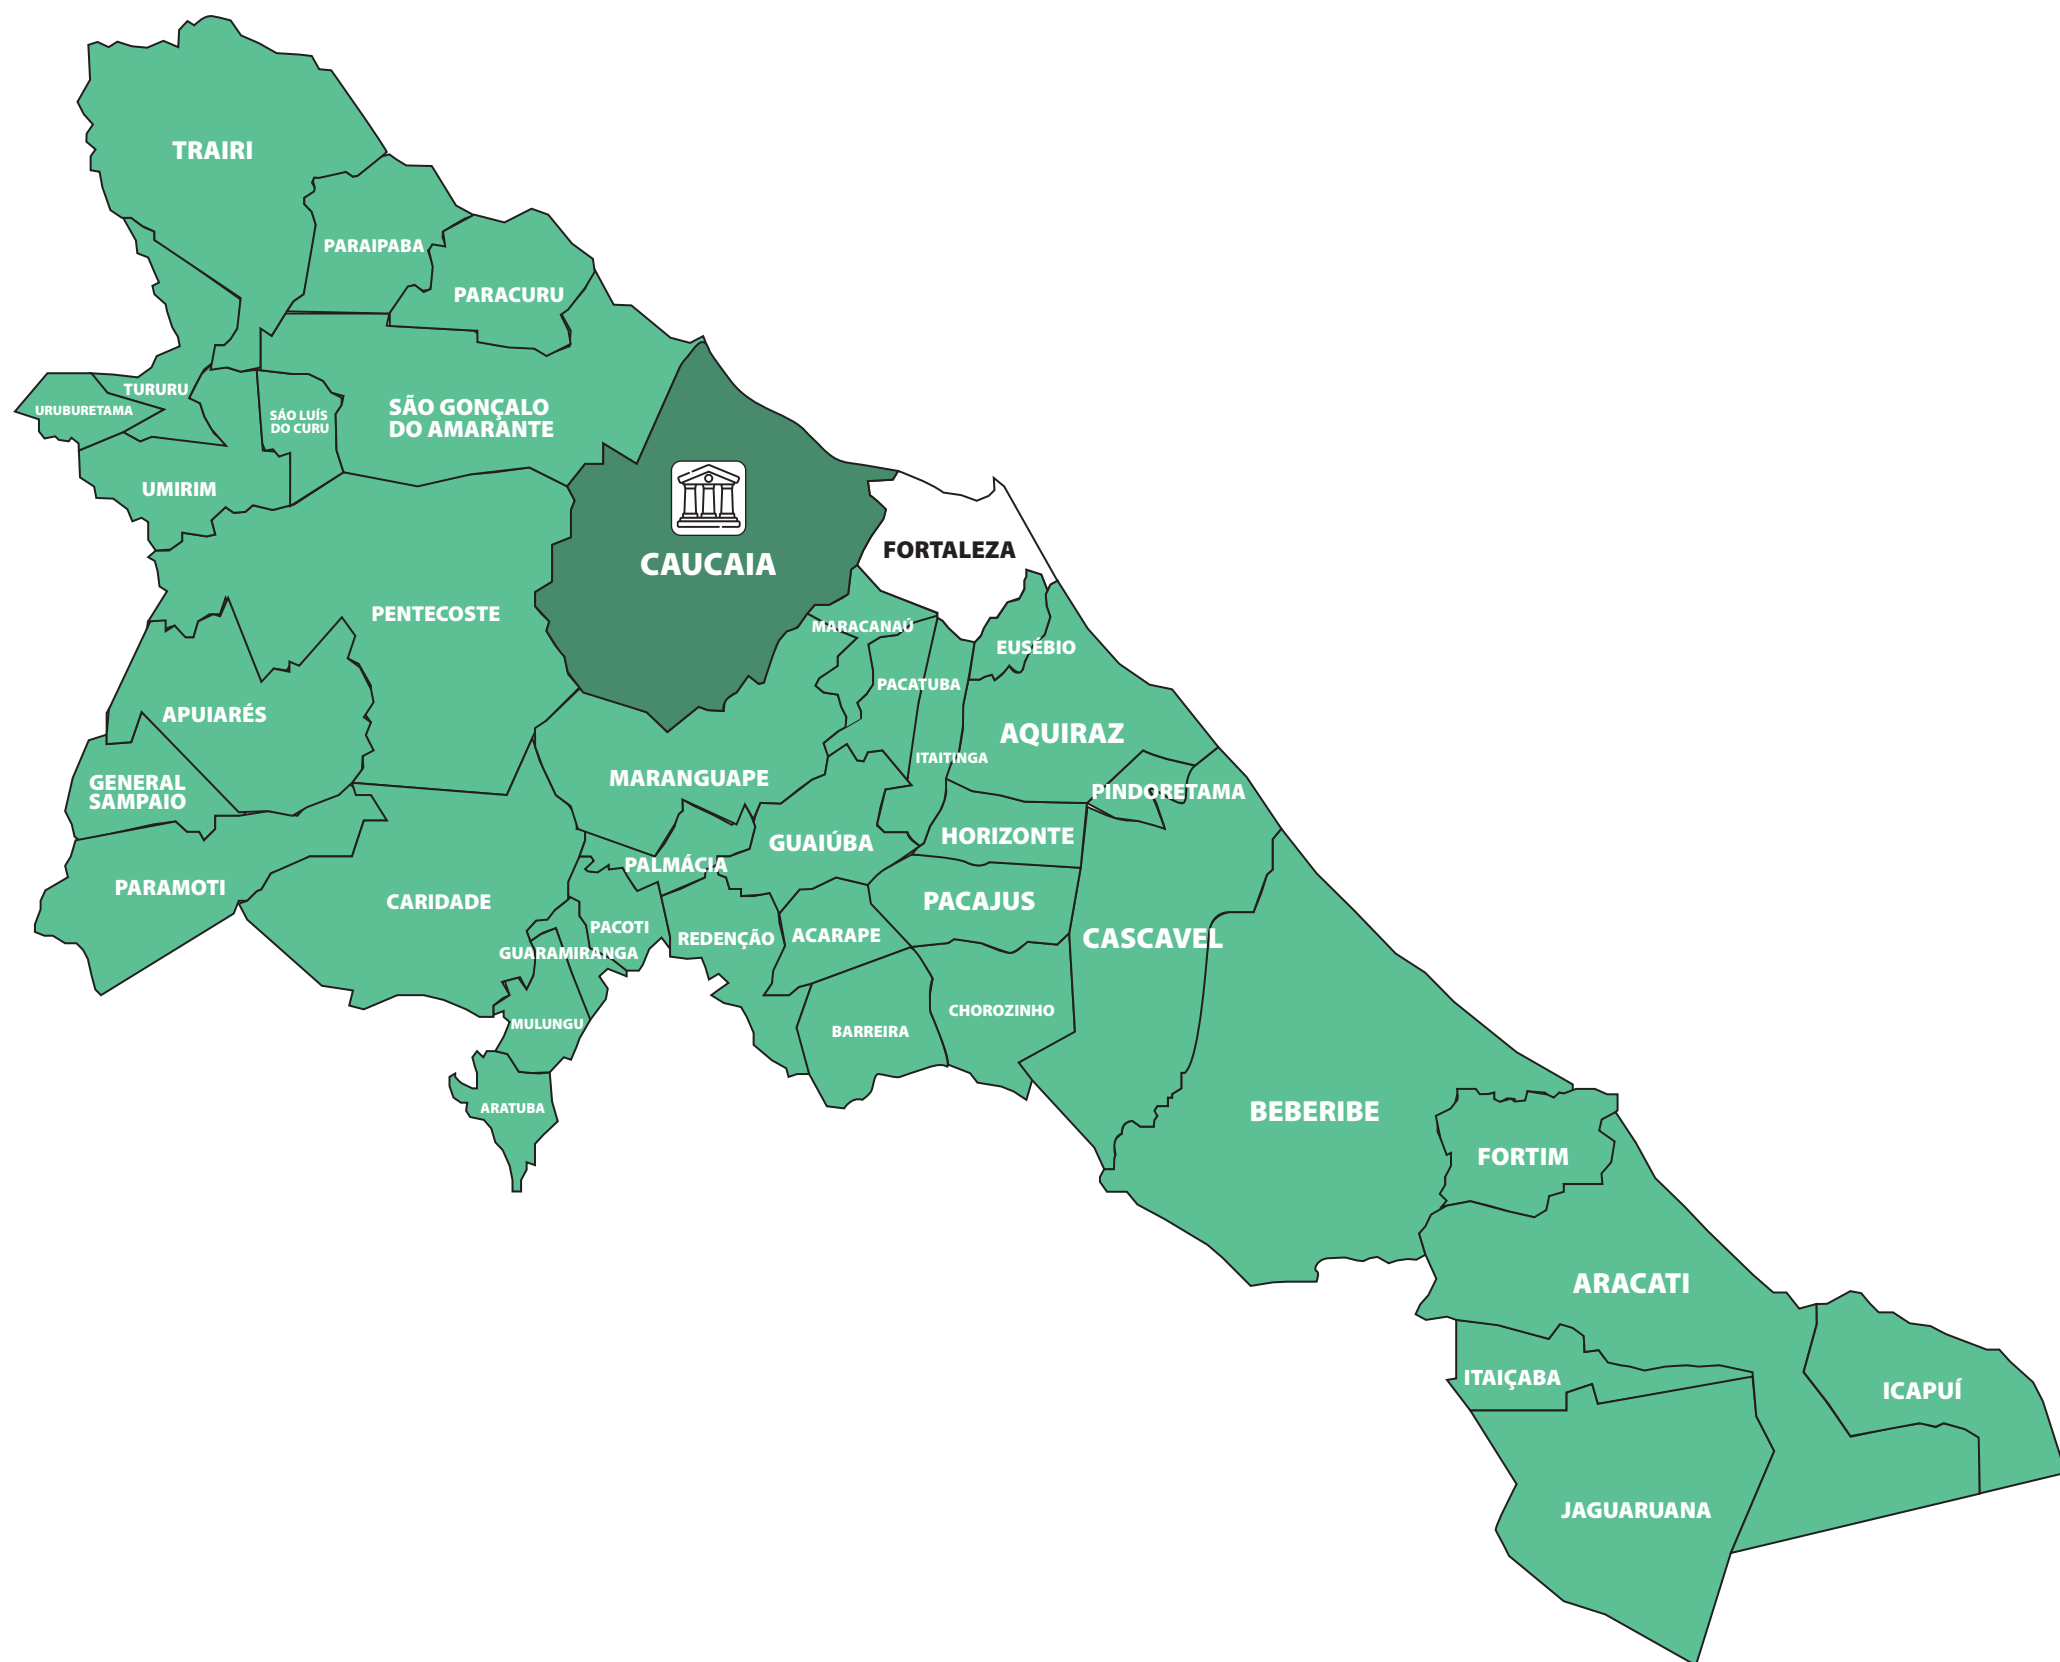 TRAIRI
PARAIPABA
PARACURU
TURURU
URUBURETAMA
SÃO LUÍS
DO CURU
SÃO GONÇALO
DO AMARANTE
UMIRIM
CAUCAIA
FORTALEZA
PENTECOSTE
MARACANAÚ
EUSÉBIO
PACATUBA
APUIARÉS
AQUIRAZ
ITAITINGA
MARANGUAPE
GENERAL
SAMPAIO
PINDORETAMA
HORIZONTE
GUAIÚBA
PALMÁCIA
PARAMOTI
CARIDADE
PACAJUS
PACOTI
REDENÇÃO
ACARAPE
CASCAVEL
GUARAMIRANGA
CHOROZINHO
MULUNGU
BARREIRA
ARATUBA
BEBERIBE
FORTIM
ARACATI
ITAIÇABA
ICAPUÍ
JAGUARUANA